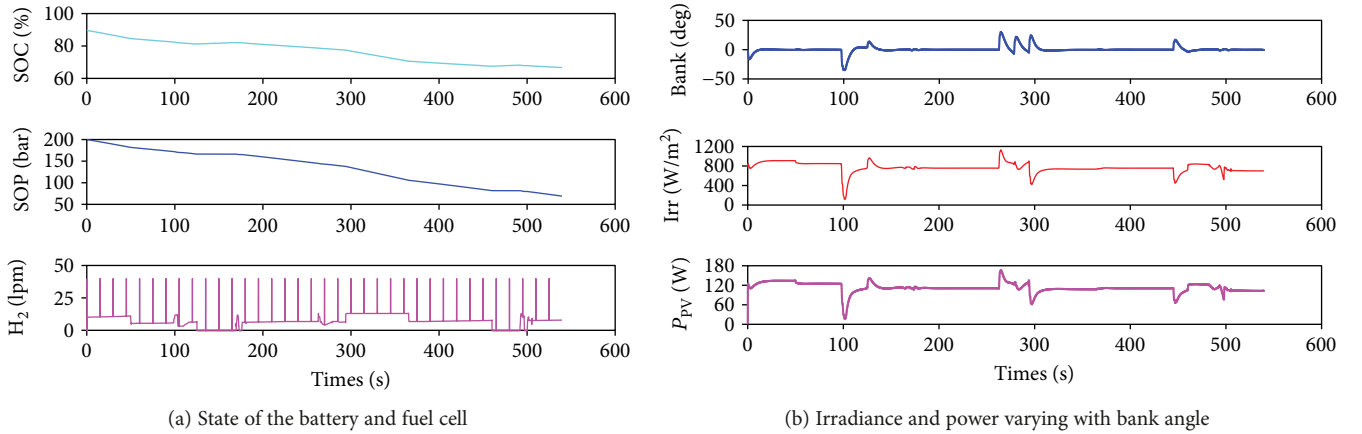 SOC (%)
100
80
60
0 100 200 300 400 500 600
SOP (bar)
200
150
100
50
0 100 200 300 400 500 600
H2 (lpm)
50
25
0
0 100 200 300 400 500 600
Times (s)
(a) State of the battery and fuel cell
Bank (deg)
50
0
−50
0 100 200 300 400 500 600
Irr (W/m²)
1200
800
400
0
0 100 200 300 400 500 600
PPV (W)
180
120
60
0
0 100 200 300 400 500 600
Times (s)
(b) Irradiance and power varying with bank angle